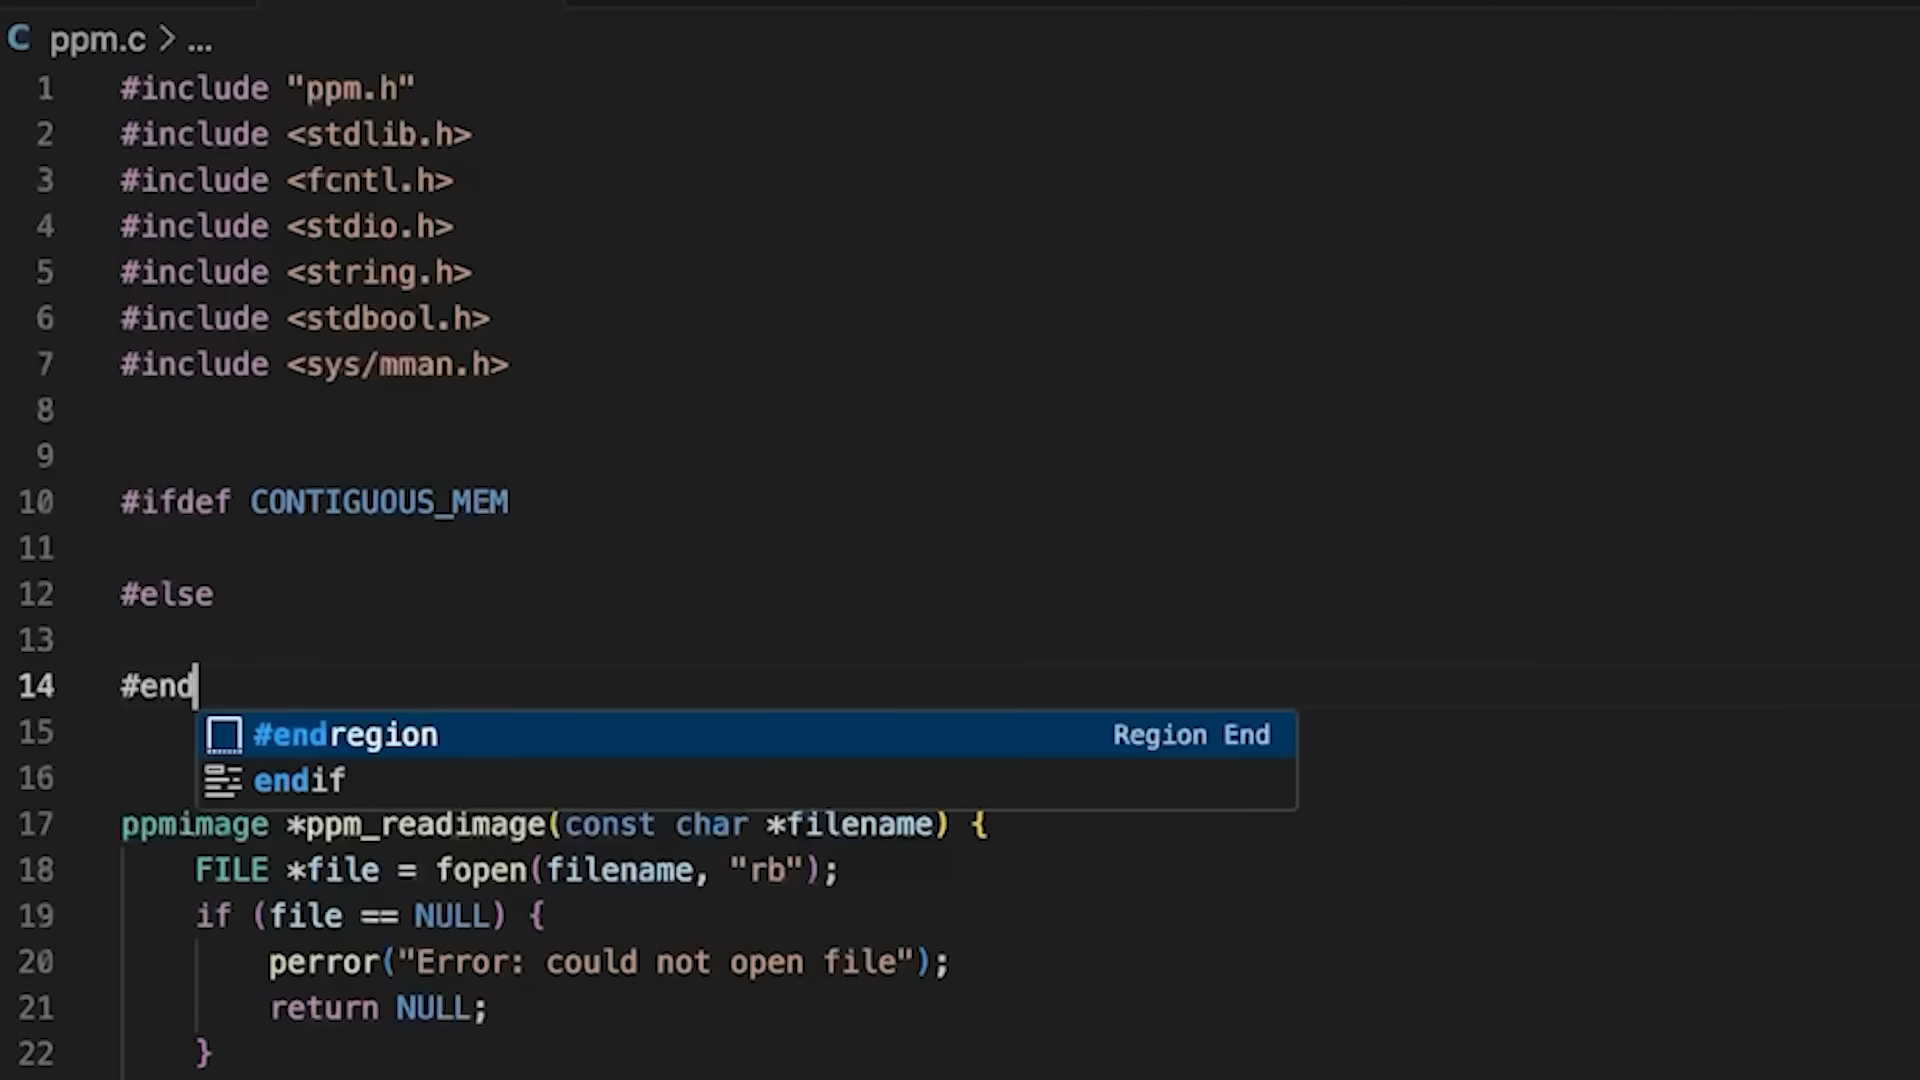 C ppm.c > ...
1 #include "ppm.h"
2 #include <stdlib.h>
3 #include <fcntl.h>
4 #include <stdio.h>
5 #include <string.h>
6 #include <stdbool.h>
7 #include <sys/mman.h>
8
9
10 #ifdef CONTIGUOUS_MEM
11
12 #else
13
14 #end
15 #endregion Region End
16 endif
17 ppmimage *ppm_readimage(const char *filename) {
18 FILE *file = fopen(filename, "rb");
19 if (file == NULL) {
20 perror("Error: could not open file");
21 return NULL;
22 }